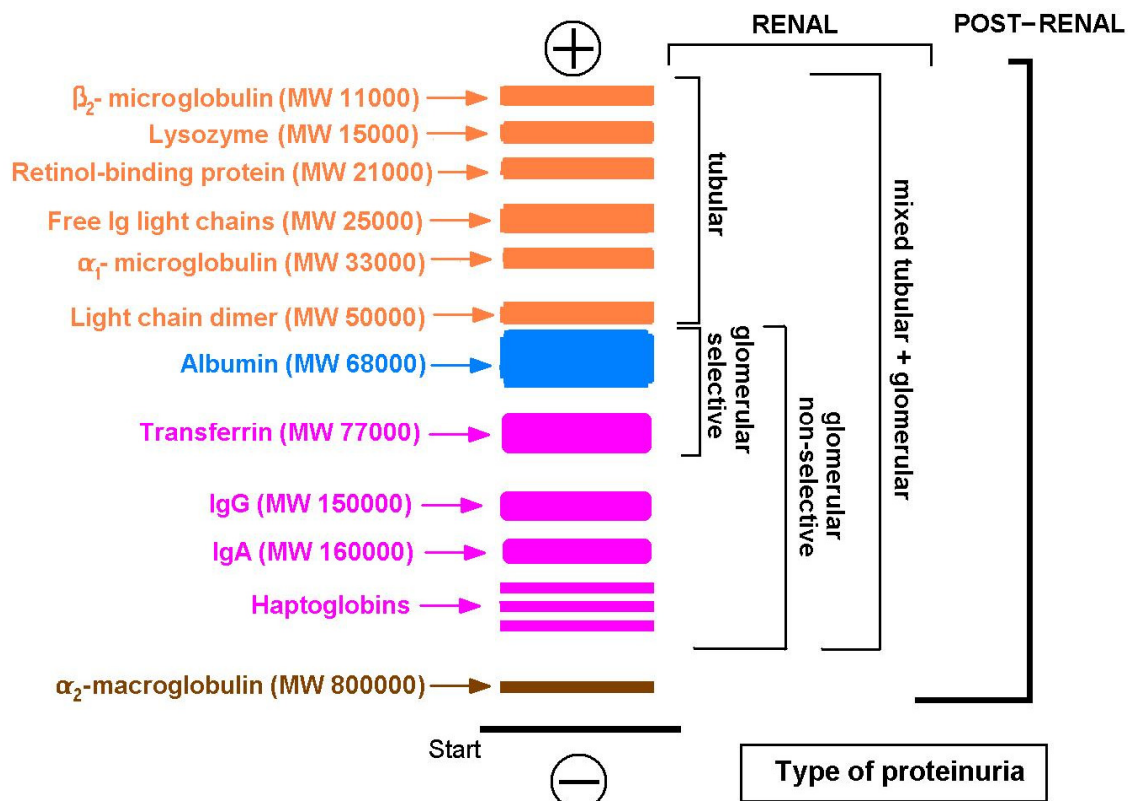 RENAL
POST–RENAL
+
β₂- microglobulin (MW 11000)
Lysozyme (MW 15000)
Retinol-binding protein (MW 21000)
Free Ig light chains (MW 25000)
α₁- microglobulin (MW 33000)
Light chain dimer (MW 50000)
Albumin (MW 68000)
Transferrin (MW 77000)
IgG (MW 150000)
IgA (MW 160000)
Haptoglobins
α₂-macroglobulin (MW 800000)
tubular
glomerular
selective
glomerular
non-selective
mixed tubular + glomerular
Start
−
Type of proteinuria